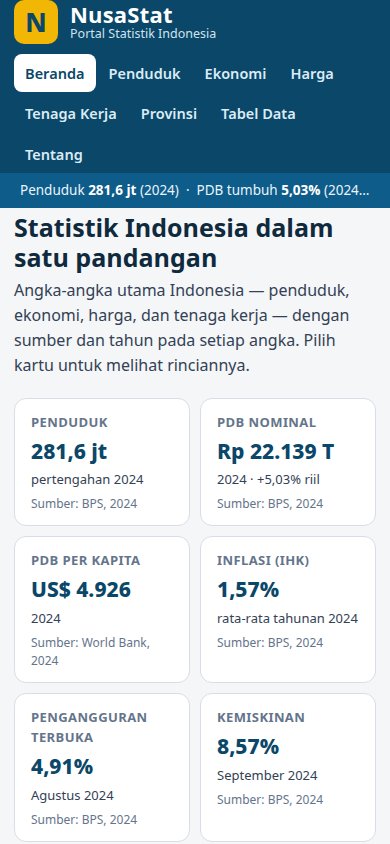 N NusaStat
Portal Statistik Indonesia
Beranda Penduduk Ekonomi Harga
Tenaga Kerja Provinsi Tabel Data
Tentang
Penduduk 281,6 jt (2024) · PDB tumbuh 5,03% (2024...
Statistik Indonesia dalam
satu pandangan
Angka-angka utama Indonesia — penduduk,
ekonomi, harga, dan tenaga kerja — dengan
sumber dan tahun pada setiap angka. Pilih
kartu untuk melihat rinciannya.
PENDUDUK
281,6 jt
pertengahan 2024
Sumber: BPS, 2024
PDB NOMINAL
Rp 22.139 T
2024 · +5,03% riil
Sumber: BPS, 2024
PDB PER KAPITA
US$ 4.926
2024
Sumber: World Bank,
2024
INFLASI (IHK)
1,57%
rata-rata tahunan 2024
Sumber: BPS, 2024
PENGANGGURAN
TERBUKA
4,91%
Agustus 2024
Sumber: BPS, 2024
KEMISKINAN
8,57%
September 2024
Sumber: BPS, 2024